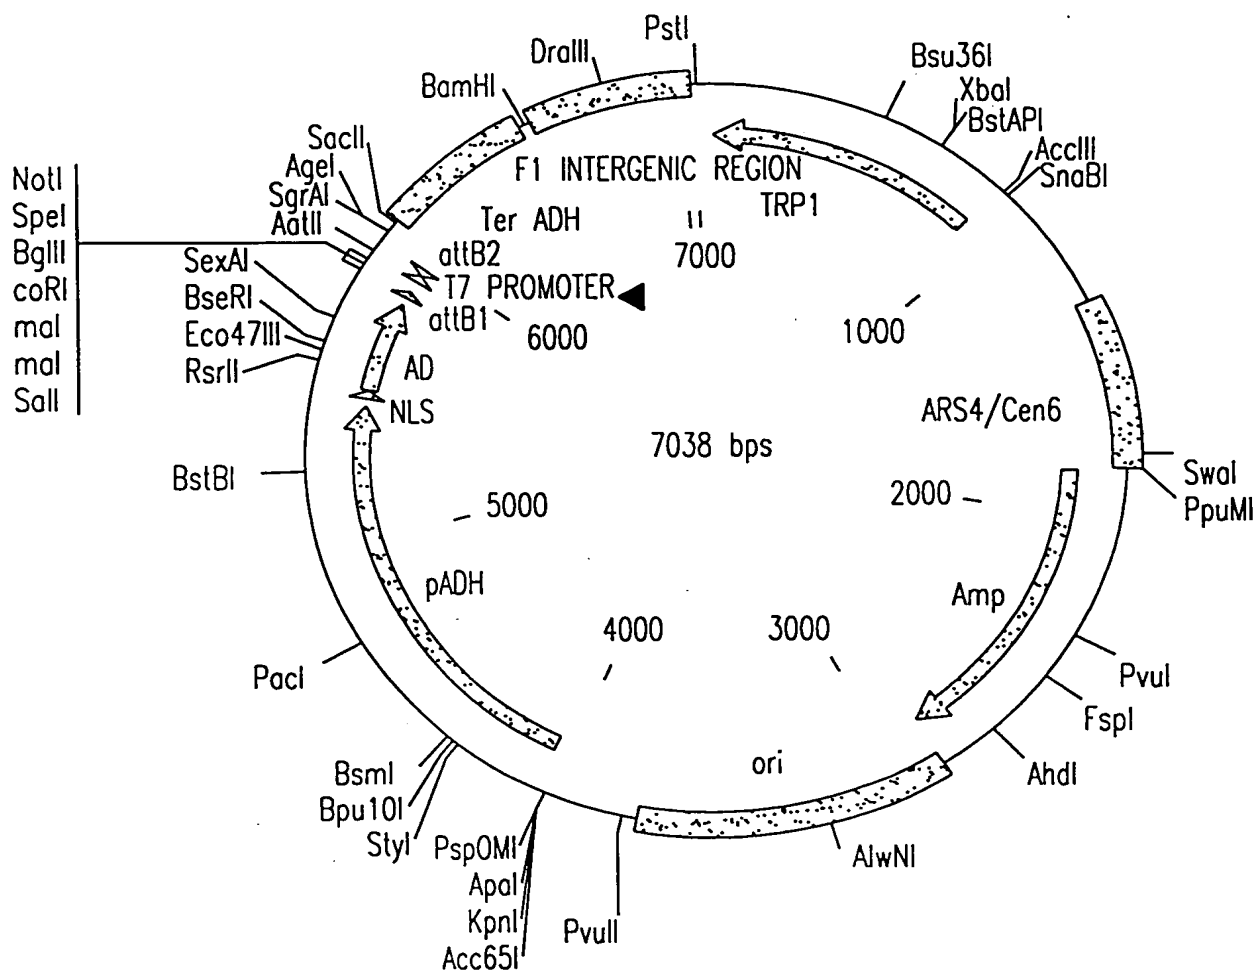 PstI
DraIII
BamHI
Bsu36I
XbaI
BstAPI
AccIII
SnaBI
SacII
AgeI
SgrAI
AatII
NotI
SpeI
BglII
coRI
maI
maI
SalI
SexAI
BseRI
Eco47III
RsrII
BstBI
PacI
BsmI
Bpu10I
StyI
PspOMI
ApaI
KpnI
Acc65I
PvuII
AlwNI
AhdI
FspI
PvuI
PpuMI
SwaI
F1 INTERGENIC REGION
TRP1
Ter ADH
attB2
T7 PROMOTER
attB1
AD
NLS
pADH
ARS4/Cen6
Amp
ori
7038 bps
7000
1000
2000
3000
4000
5000
6000